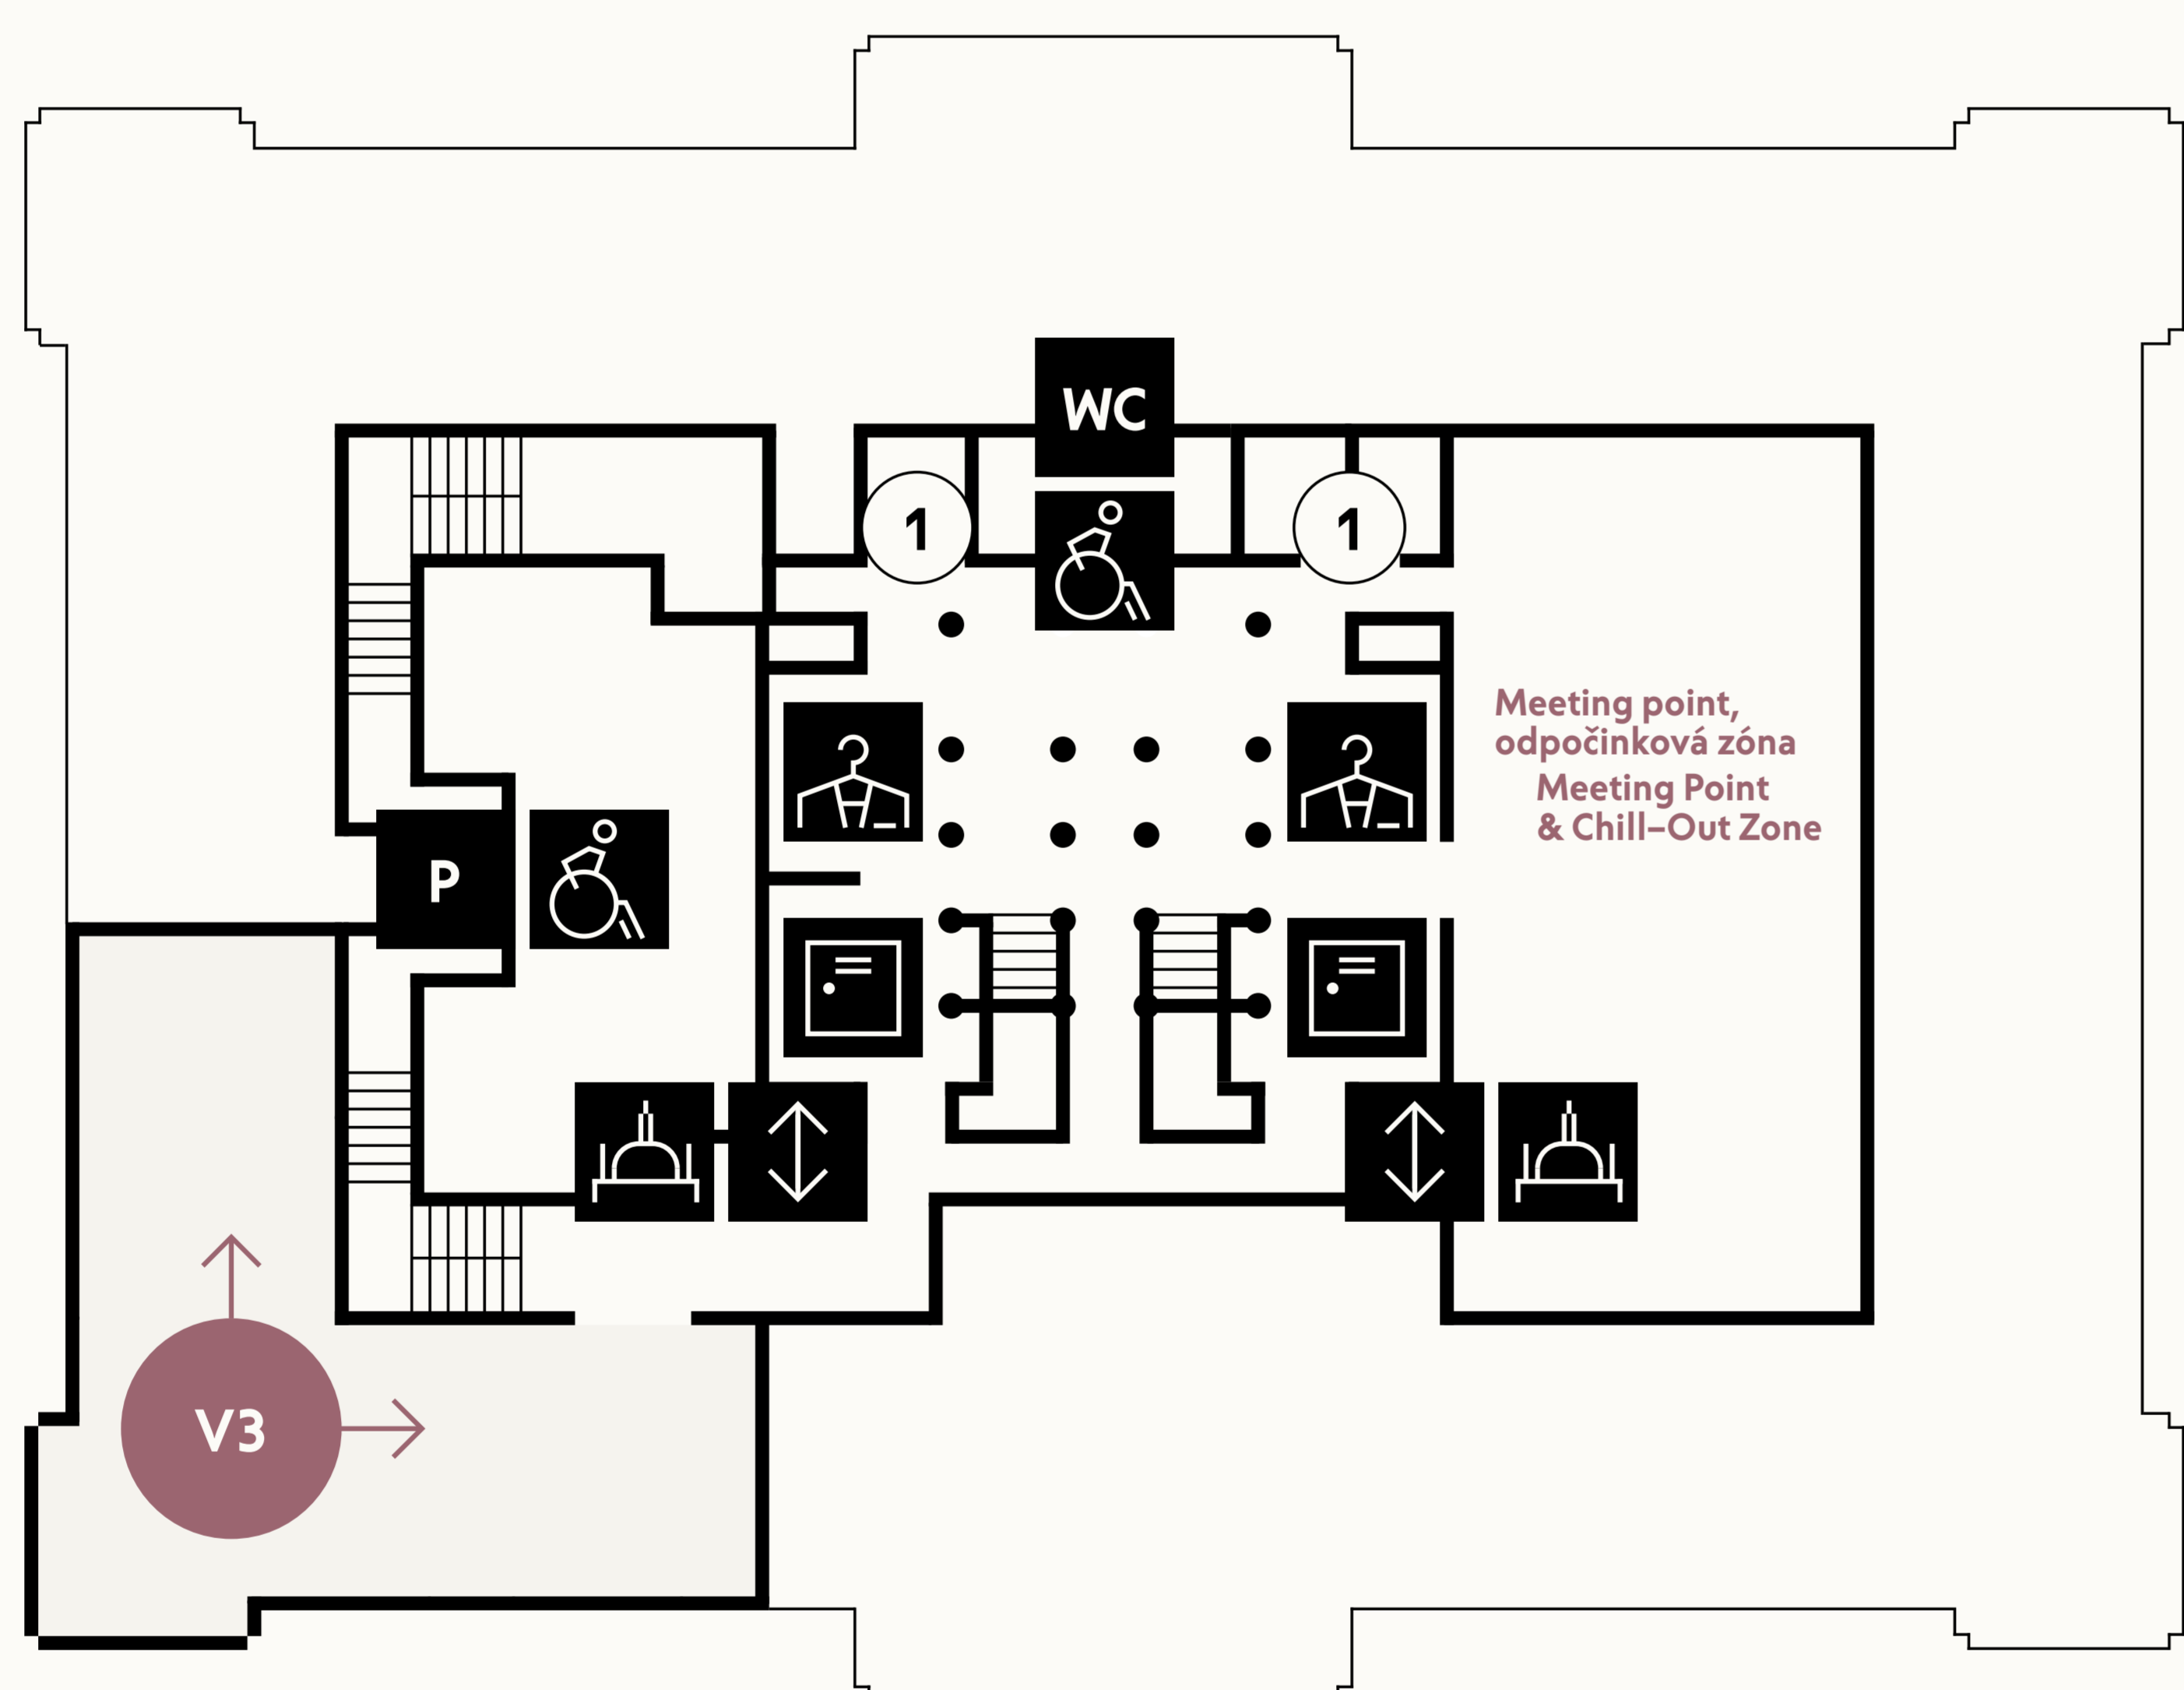 WC
1
1
Meeting point,
odpočinková zóna
Meeting Point
& Chill–Out Zone
P
V3